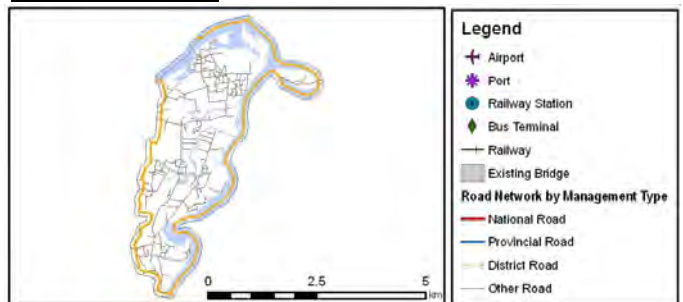 Legend
Airport
Port
Railway Station
Bus Terminal
Railway
Existing Bridge
Road Network by Management Type
National Road
Provincial Road
District Road
Other Road
0 2.5 5
km